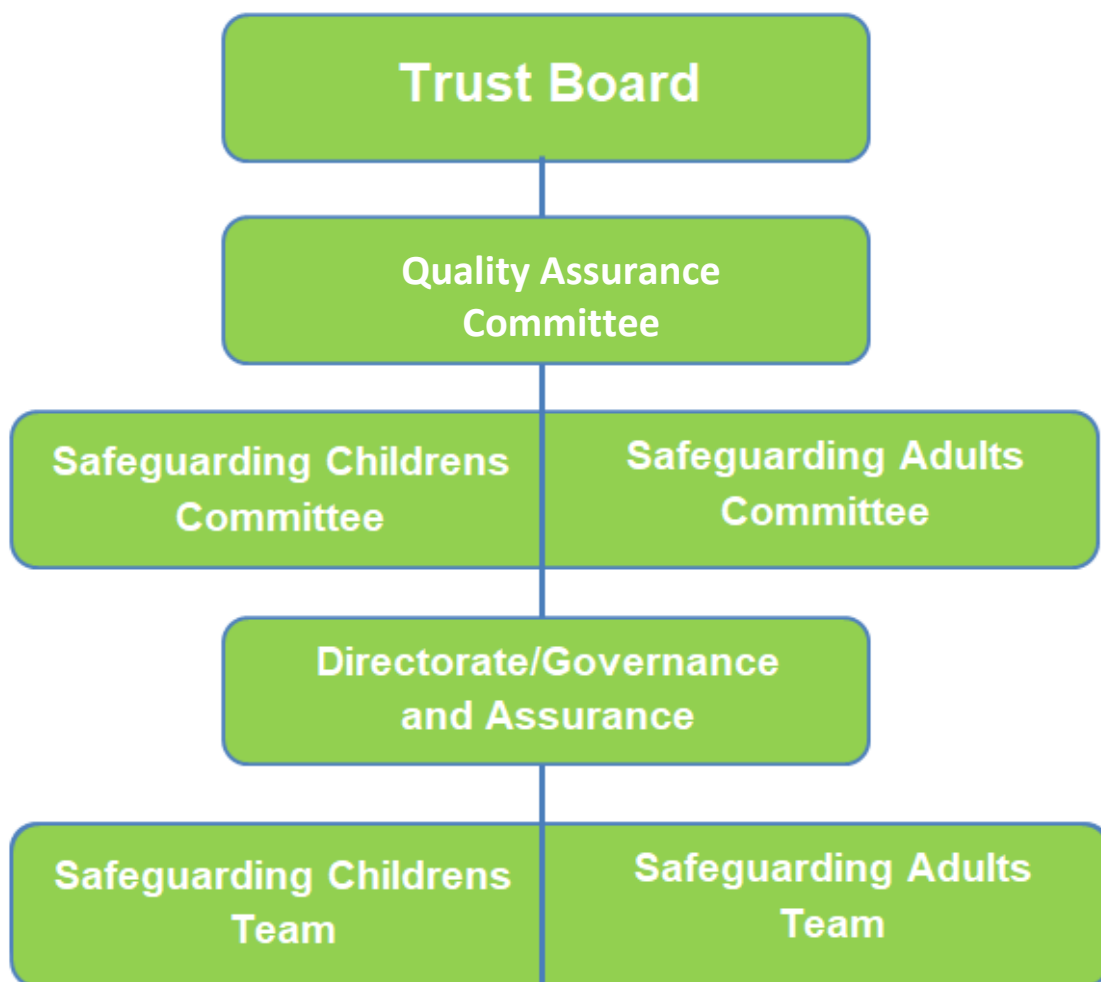 Trust Board
Quality Assurance
Committee
Safeguarding Childrens
Committee
Safeguarding Adults
Committee
Directorate/Governance
and Assurance
Safeguarding Childrens
Team
Safeguarding Adults
Team